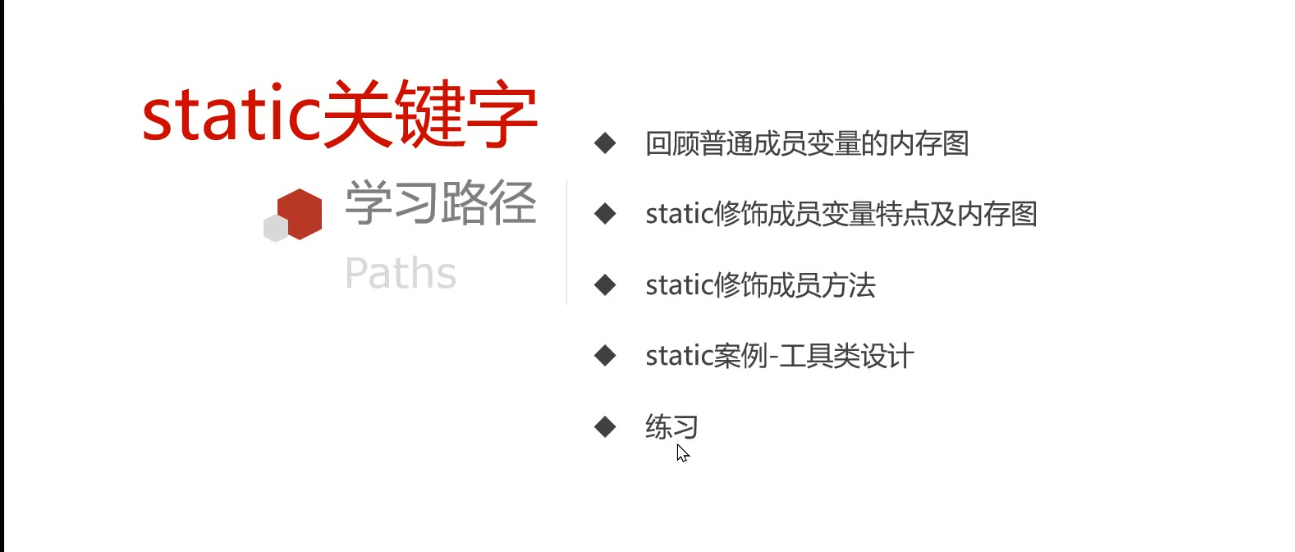 static关键字
学习路径
Paths
回顾普通成员变量的内存图
static修饰成员变量特点及内存图
static修饰成员方法
static案例-工具类设计
练习